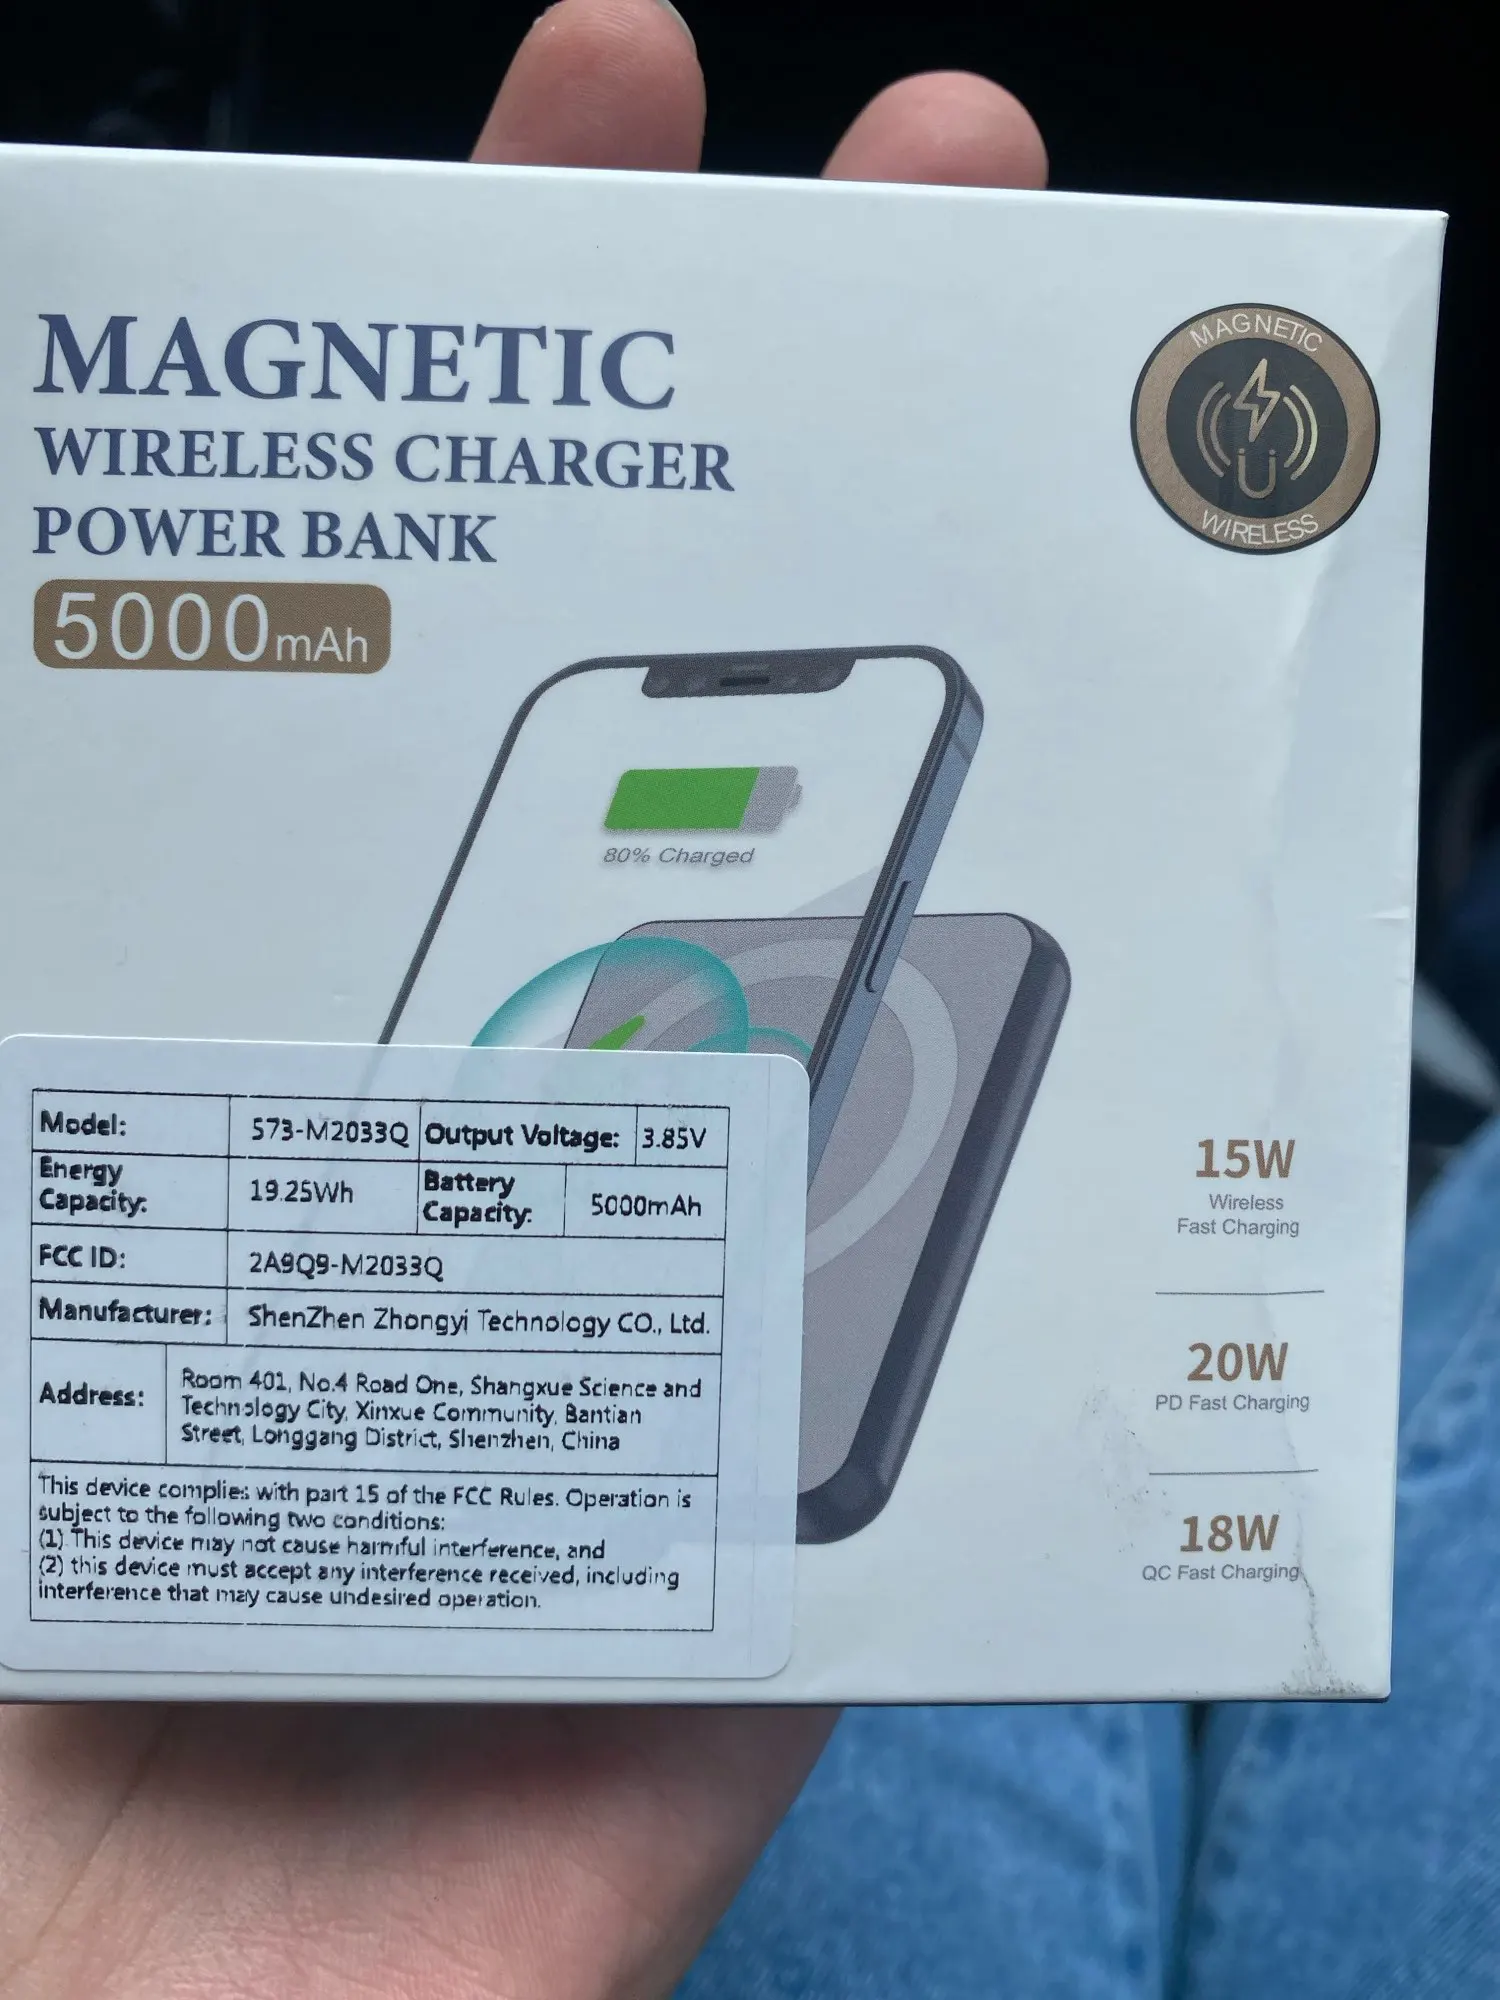 MAGNETIC
WIRELESS CHARGER
POWER BANK
5000mAh
MAGNETIC
WIRELESS
80% Charged
15W
Wireless
Fast Charging
20W
PD Fast Charging
18W
QC Fast Charging
Model: S73-M2033Q Output Voltage: 3.85V
Energy Capacity: 19.25Wh Battery Capacity: 5000mAh
FCC ID: 2A9Q9-M2033Q
Manufacturer: ShenZhen Zhongyi Technology CO., Ltd.
Address: Room 401, No.4 Road One, Shangxue Science and
Technology City, Xinxue Community, Bantian
Street, Longgang District, Shenzhen, China
This device complies with part 15 of the FCC Rules. Operation is
subject to the following two conditions:
(1) This device may not cause harmful interference, and
(2) this device must accept any interference received, including
interference that may cause undesired operation.